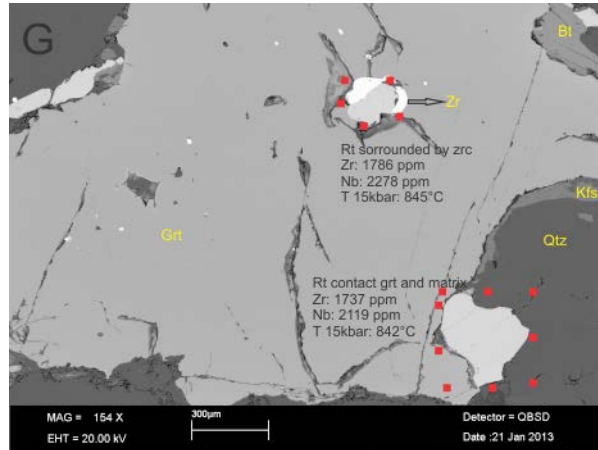 G
Bt
Zr
Rt sorrounded by zrc
Zr: 1786 ppm
Nb: 2278 ppm
T 15kbar: 845°C
Kfs
Grt
Qtz
Rt contact grt and matrix
Zr: 1737 ppm
Nb: 2119 ppm
T 15kbar: 842°C
MAG = 154 X
300µm
Detector = QBSD
EHT = 20.00 kV
Date :21 Jan 2013